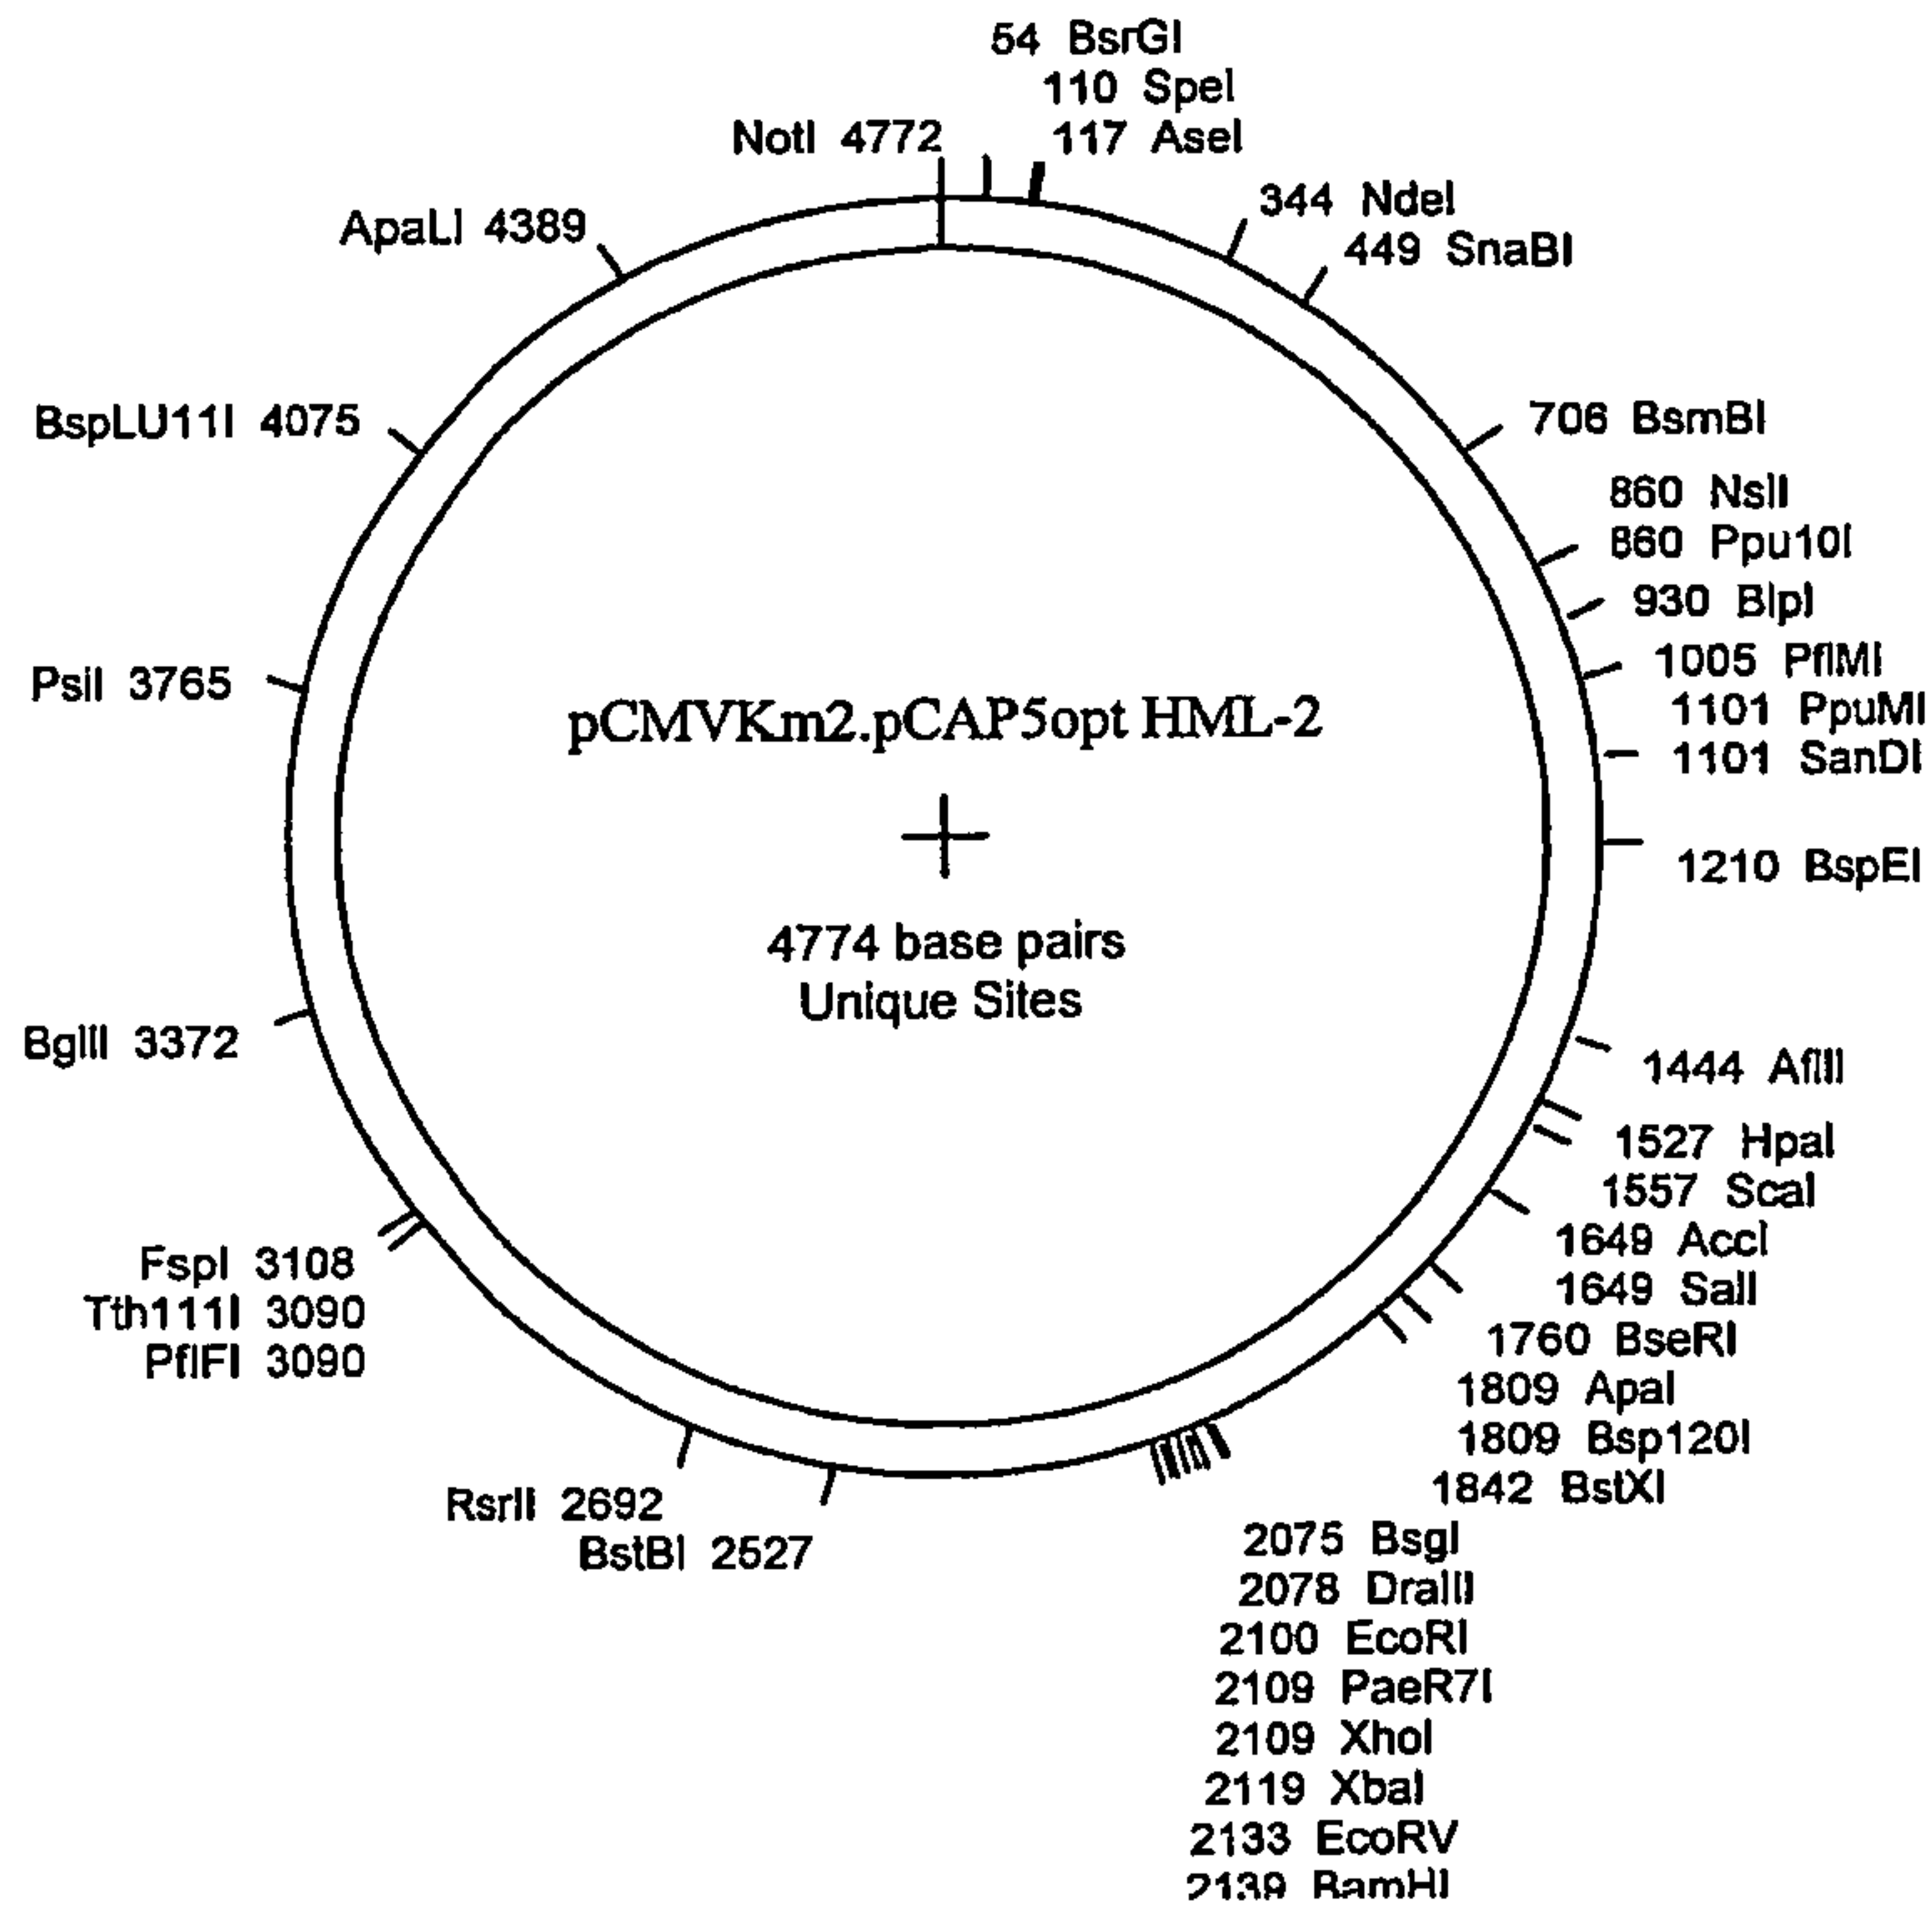 54 BsrGI
110 SpeI
117 AseI
NotI 4772
344 NdeI
449 SnaBI
ApaLI 4389
706 BsmBI
BspLU11I 4075
860 NsiI
860 Ppu10I
930 BlpI
1005 PflMI
1101 PpuMI
1101 SanDI
PsiI 3765
pCMVKm2.pCAP5opt HML-2
1210 BspEI
4774 base pairs
Unique Sites
BglII 3372
1444 AflII
1527 HpaI
1557 ScaI
1649 AccI
1649 SalI
1760 BseRI
1809 ApaI
1809 Bsp120I
1842 BstXI
FspI 3108
Tth111I 3090
PflFI 3090
RsrII 2692
BstBI 2527
2075 BsgI
2078 DraIII
2100 EcoRI
2109 PaeR7I
2109 XhoI
2119 XbaI
2133 EcoRV
2139 BamHI